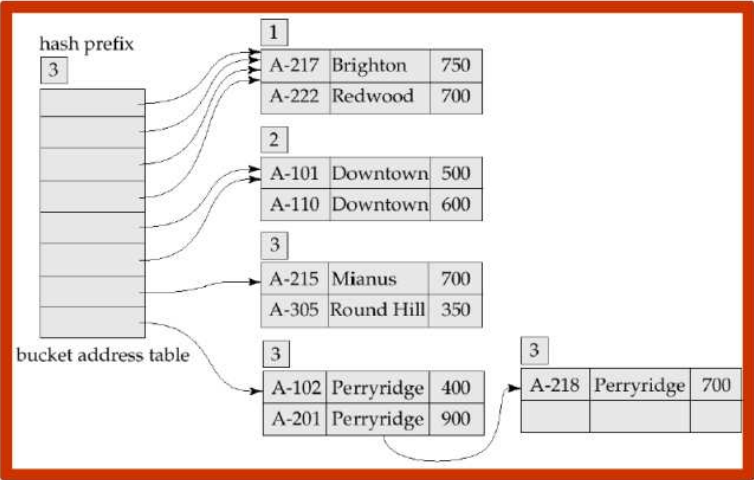 hash prefix
3
bucket address table
1
A-217 Brighton 750
A-222 Redwood 700
2
A-101 Downtown 500
A-110 Downtown 600
3
A-215 Mianus 700
A-305 Round Hill 350
3
A-102 Perryridge 400
A-201 Perryridge 900
3
A-218 Perryridge 700